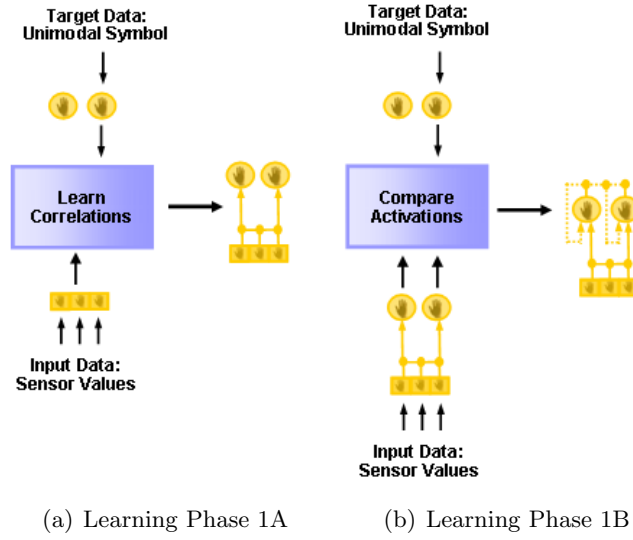 Target Data:
Unimodal Symbol
Learn
Correlations
Input Data:
Sensor Values
(a) Learning Phase 1A
Target Data:
Unimodal Symbol
Compare
Activations
Input Data:
Sensor Values
(b) Learning Phase 1B